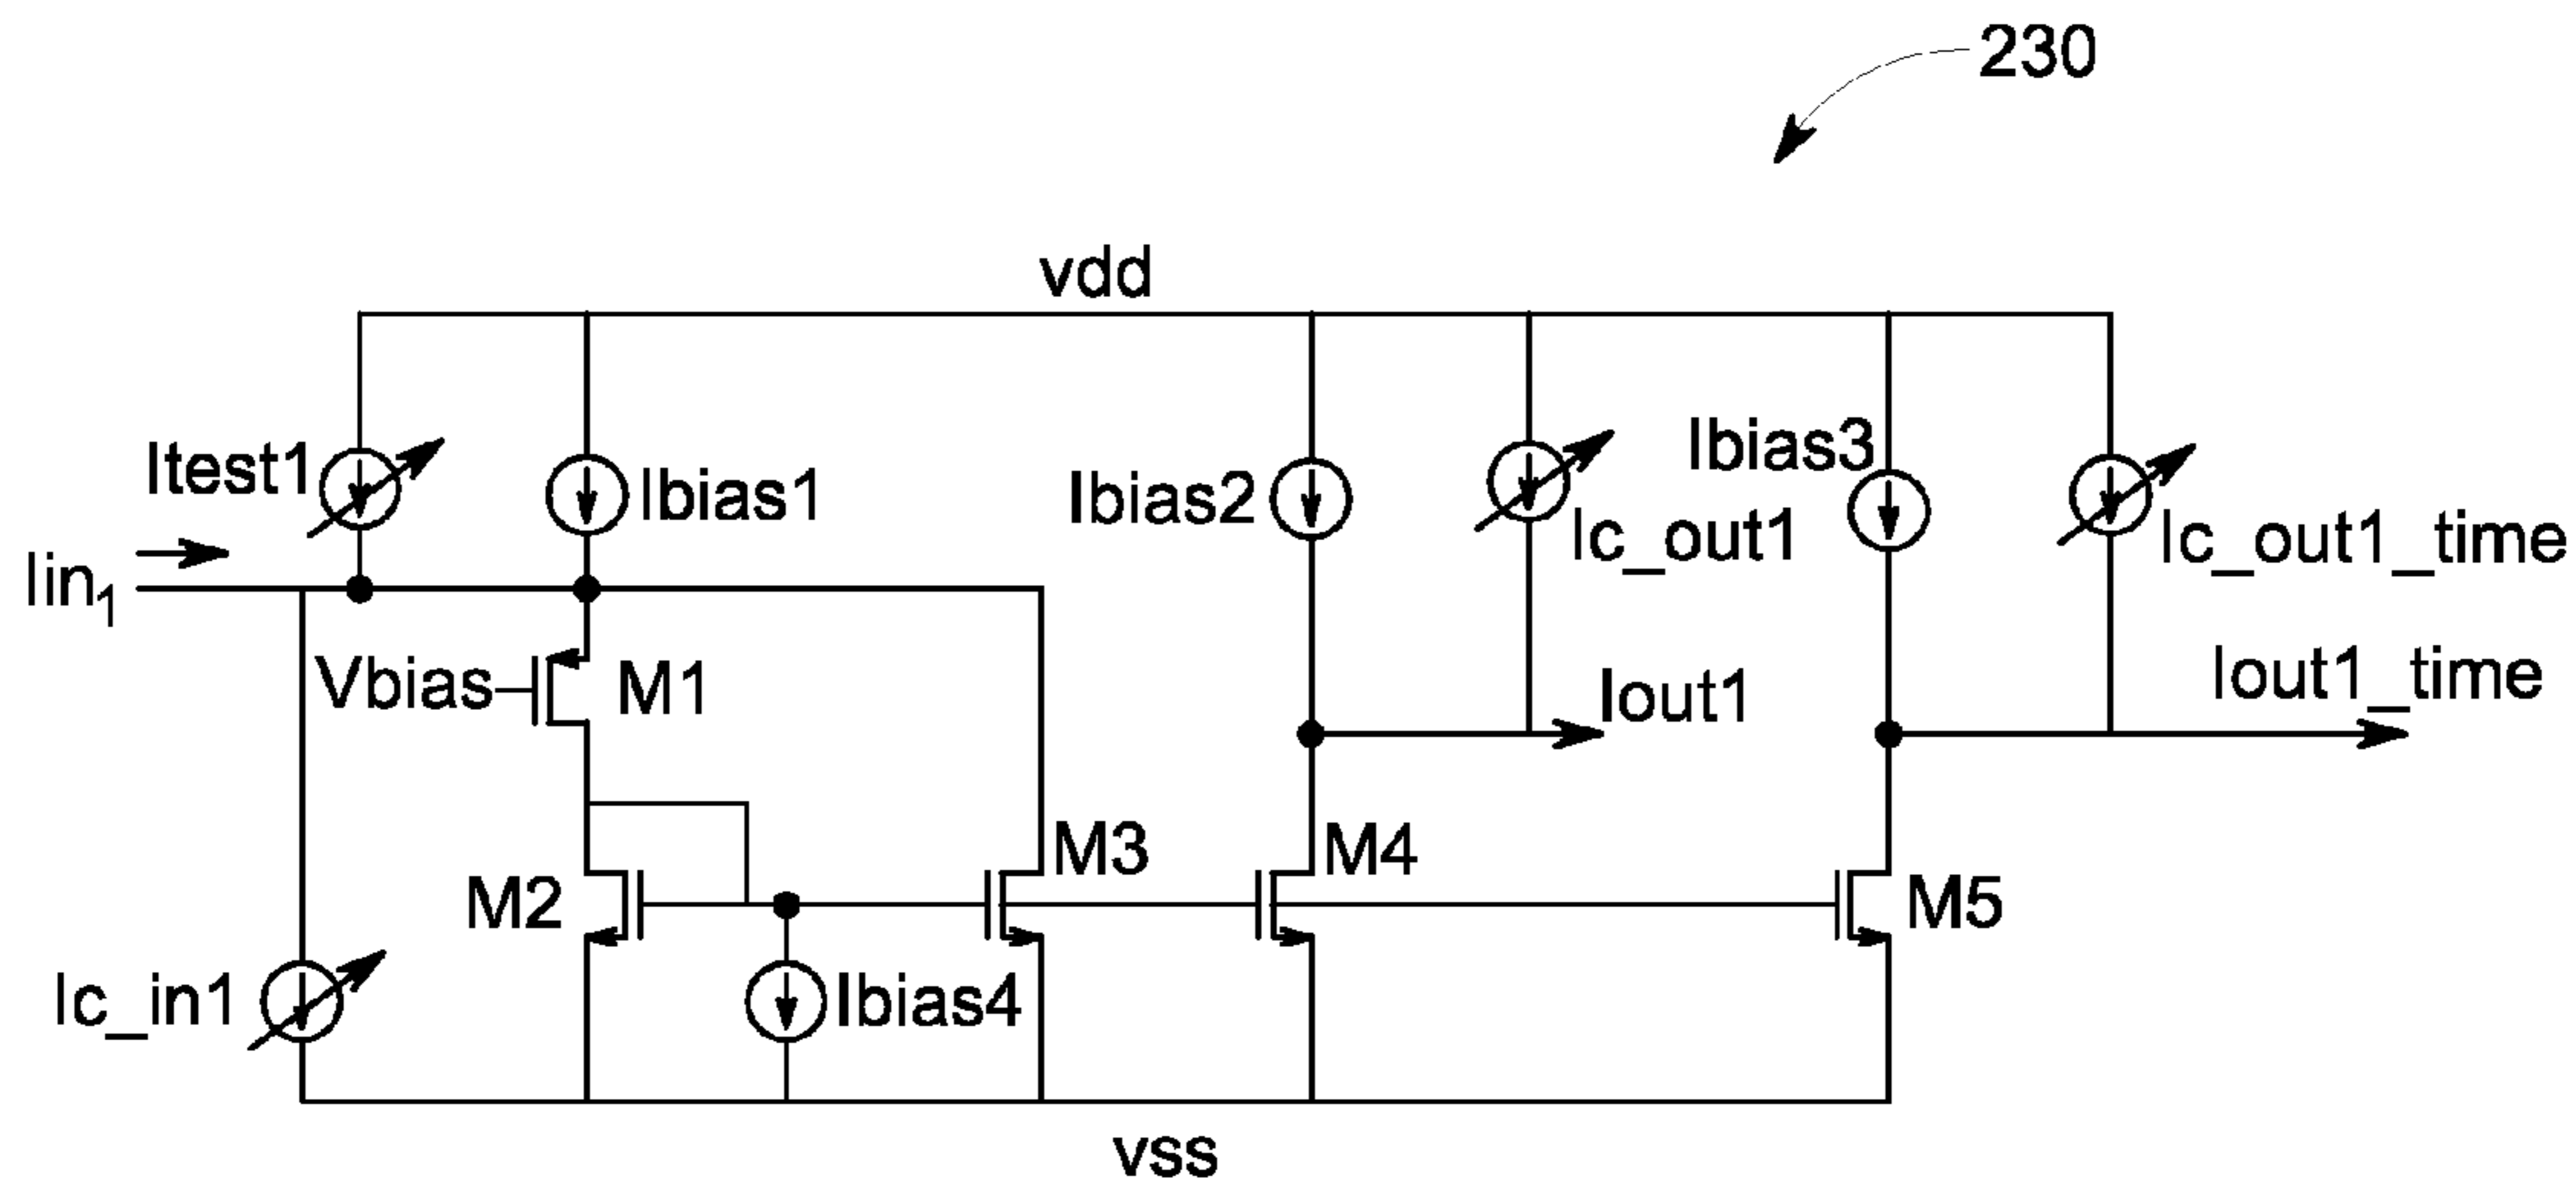 230
vdd
Itest1
Ibias1
Ibias2
Ic_out1
Ibias3
Ic_out1_time
Iin1
Vbias
M1
Iout1
Iout1_time
M2
M3
M4
M5
Ic_in1
Ibias4
vss